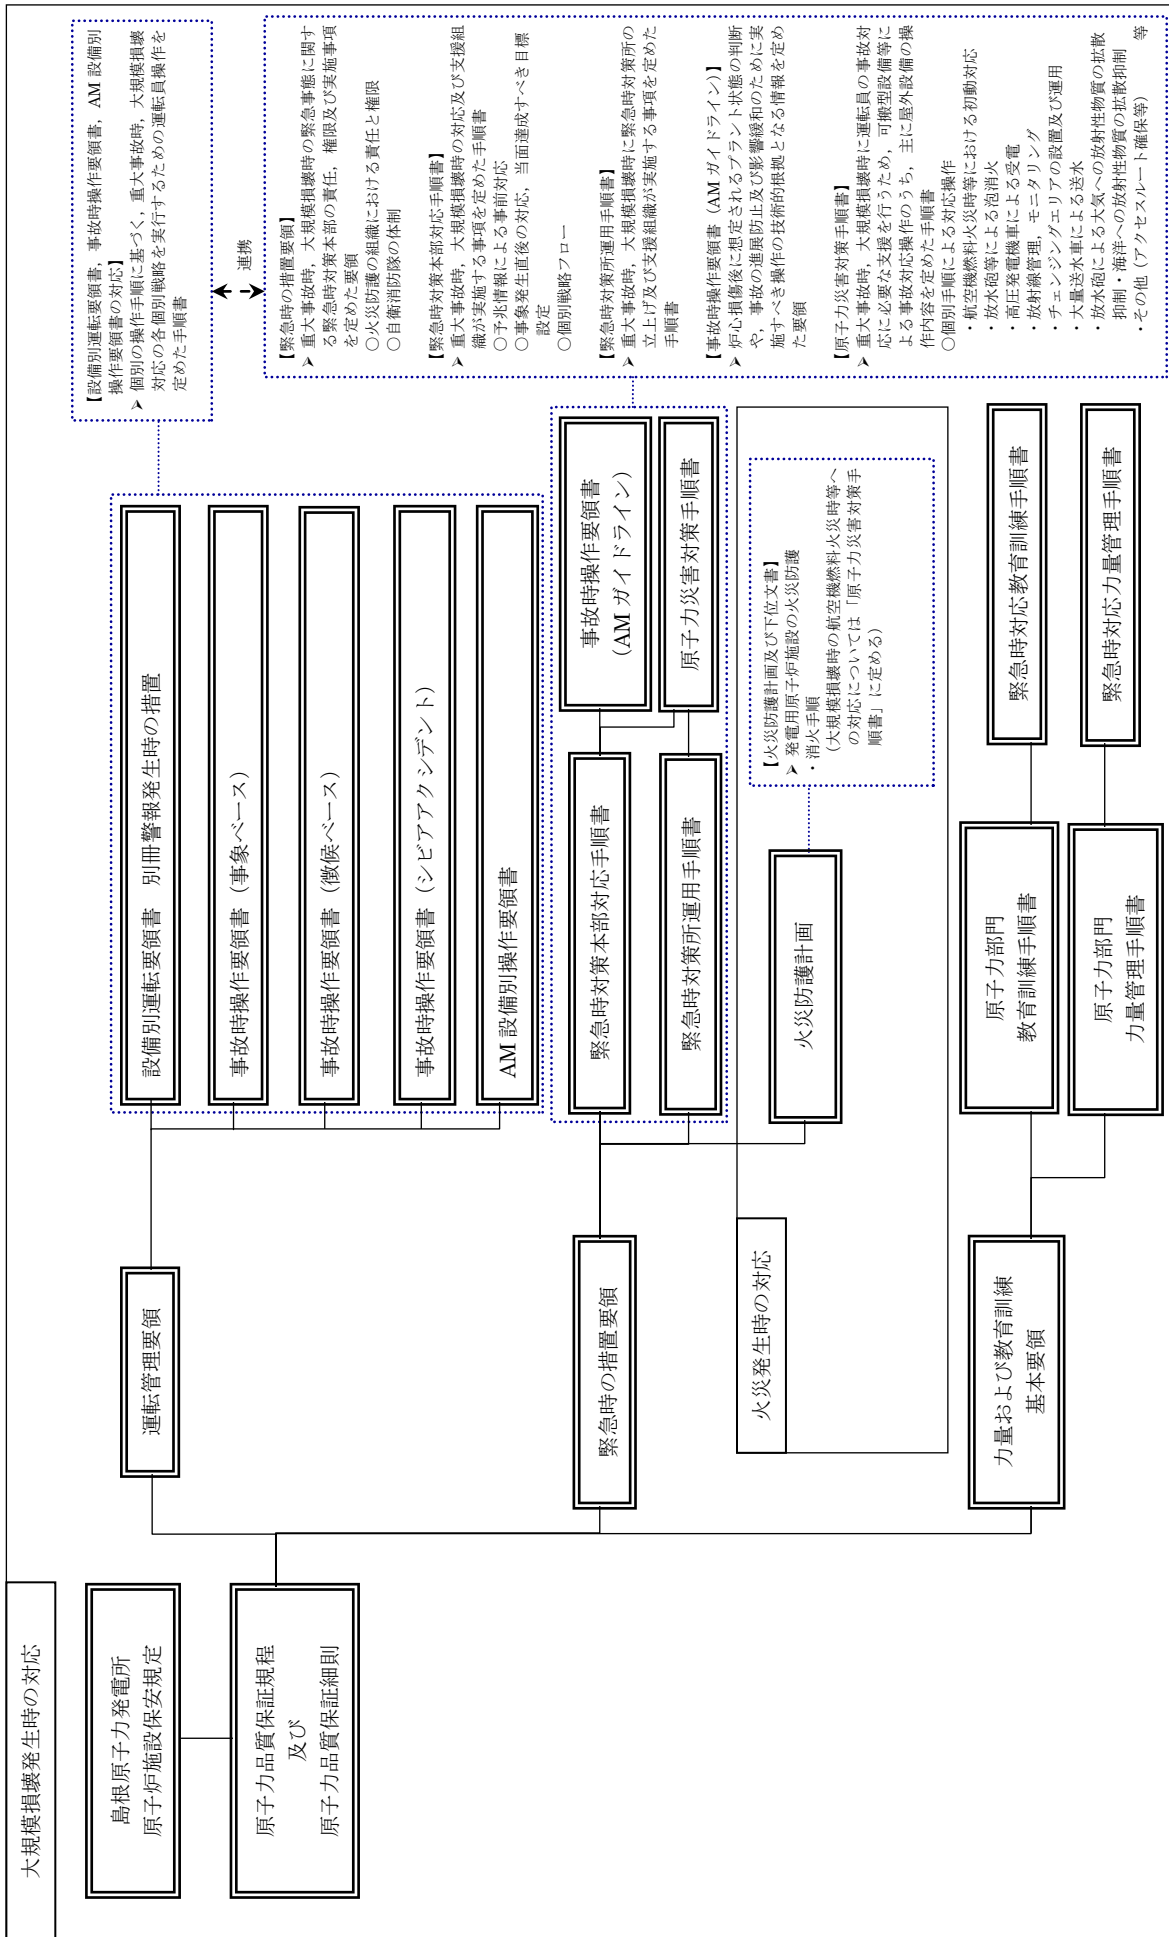 大規模損壊発生時の対応
島根原子力発電所
原子炉施設保安規定
原子力品質保証規程
及び
原子力品質保証細則
運転管理要領
緊急時の措置要領
火災発生時の対応
力量および教育訓練
基本要領
設備別運転要領書　別冊警報発生時の措置
事故時操作要領書（事象ベース）
事故時操作要領書（徴候ベース）
事故時操作要領書（シビアアクシデント）
AM 設備別操作要領書
緊急時対策本部対応手順書
緊急時対策所運用手順書
火災防護計画
原子力部門
教育訓練手順書
原子力部門
力量管理手順書
事故時操作要領書
（AM ガイドライン）
原子力災害対策手順書
【火災防護計画及び下位文書】
➢ 発電用原子炉施設の火災防護
・消火手順
（大規模損壊時の航空機燃料火災時等へ
の対応については「原子力災害対策手
順書」に定める）
緊急時対応教育訓練手順書
緊急時対応力量管理手順書
【設備別運転要領書，事故時操作要領書，AM 設備別
操作要領書の対応】
➢ 個別の操作手順に基づく，重大事故時，大規模損壊
対応の各個別戦略を実行するための運転員操作を
定めた手順書
連携
【緊急時の措置要領】
➢ 重大事故時，大規模損壊時の緊急事態に関す
る緊急時対策本部の責任，権限及び実施事項
を定めた要領
○火災防護の組織における責任と権限
○自衛消防隊の体制
【緊急時対策本部対応手順書】
➢ 重大事故時，大規模損壊時の対応及び支援組
織が実施する事項を定めた手順書
○予兆情報による事前対応
○事象発生直後の対応，当面達成すべき目標
設定
○個別戦略フロー
【緊急時対策所運用手順書】
➢ 重大事故時，大規模損壊時に緊急時対策所の
立上げ及び支援組織が実施する事項を定めた
手順書
【事故時操作要領書（AM ガイドライン）】
➢ 炉心損傷後に想定されるプラント状態の判断
や，事故の進展防止及び影響緩和のために実
施すべき操作の技術的根拠となる情報を定め
た要領
【原子力災害対策手順書】
➢ 重大事故時，大規模損壊時に運転員の事故対
応に必要な支援を行うため，可搬型設備等に
よる事故対応操作のうち，主に屋外設備の操
作内容を定めた手順書
○個別手順による対応操作
・航空機燃料火災時等における初動対応
・放水砲等による泡消火
・高圧発電機車による受電
・放射線管理，モニタリング
・チェンジングエリアの設置及び運用
・大量送水車による送水
・放水砲による大気への放射性物質の拡散
抑制・海洋への放射性物質の拡散抑制
・その他（アクセスルート確保等）　等